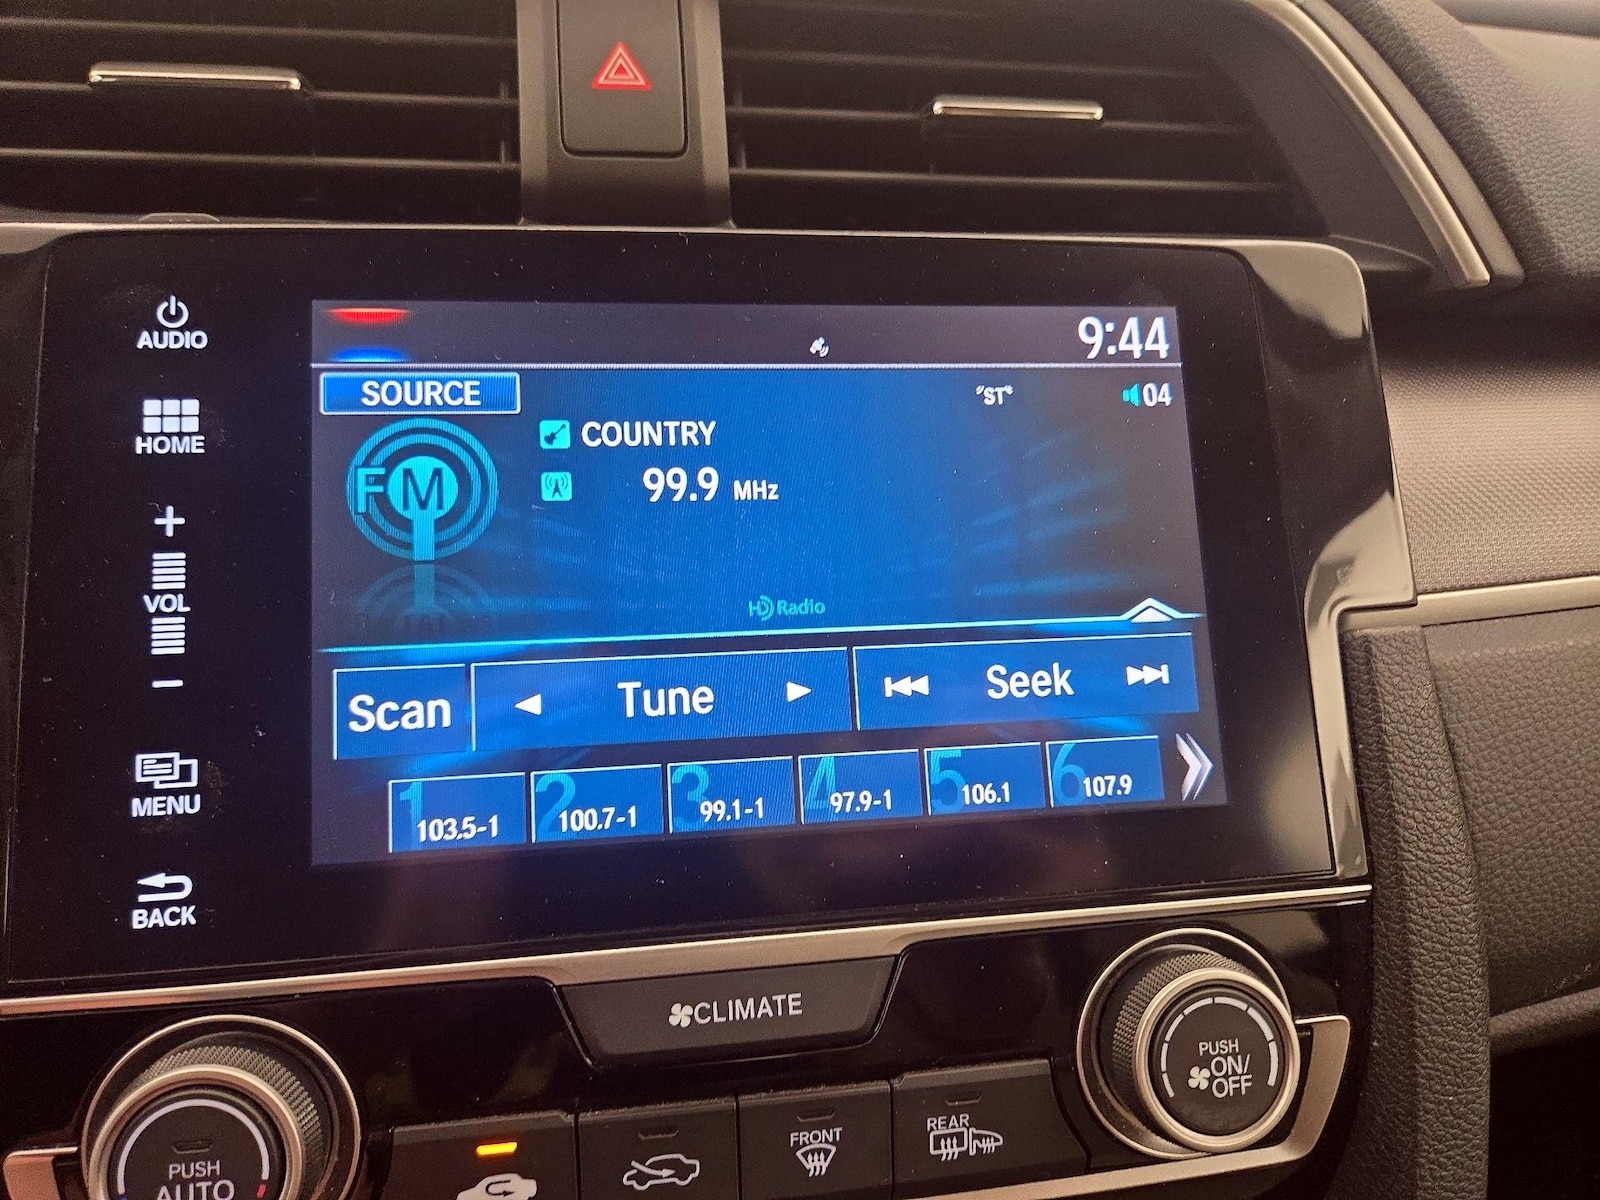 AUDIO
9:44
SOURCE
"ST"
04
HOME
COUNTRY
FM
99.9 MHz
+
VOL
-
HD Radio
Scan
Tune
Seek
MENU
1 103.5-1
2 100.7-1
3 99.1-1
4 97.9-1
5 106.1
6 107.9
BACK
CLIMATE
PUSH
ON/
OFF
FRONT
REAR
PUSH
AUTO